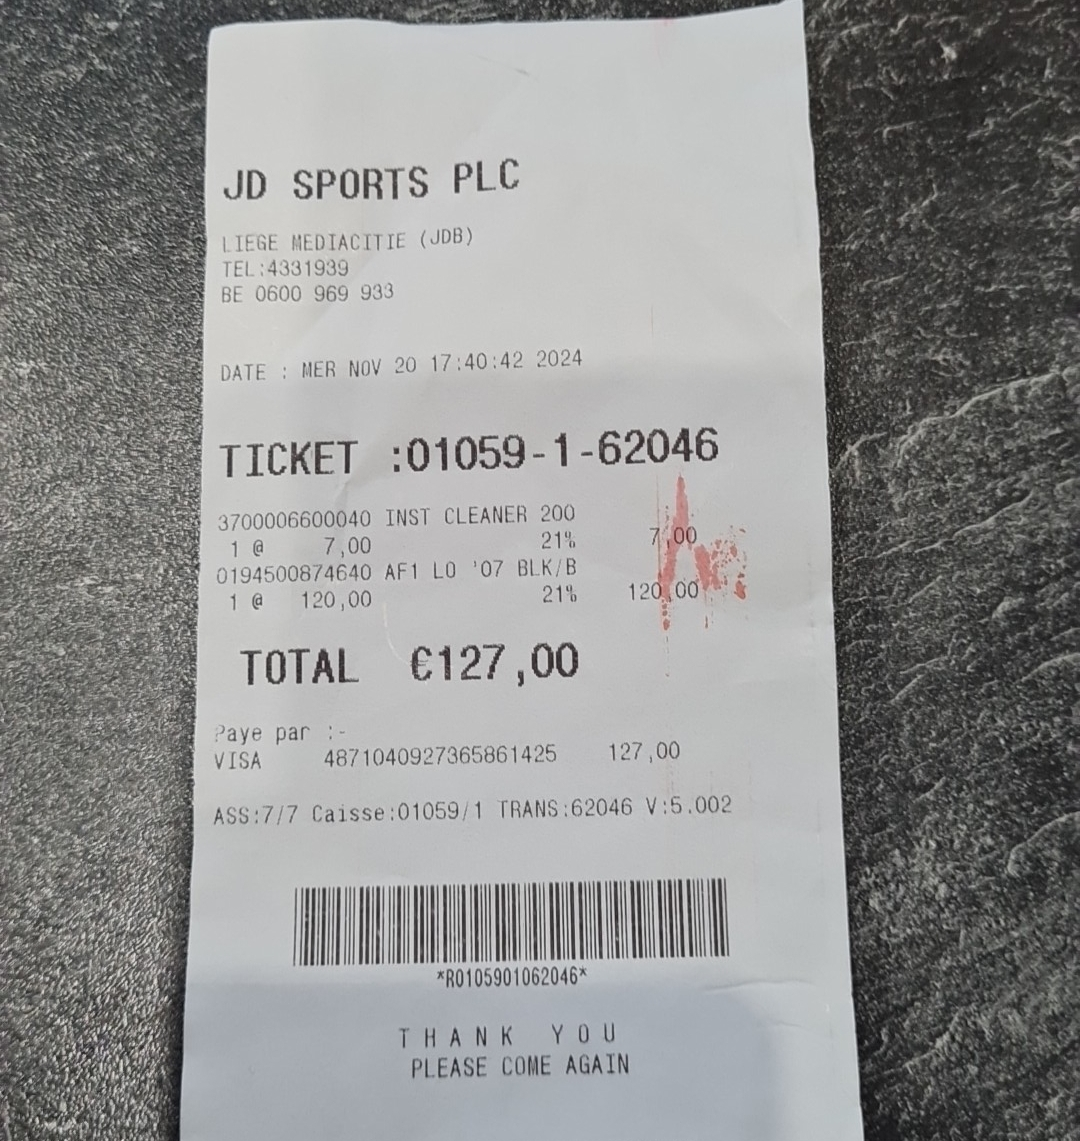 JD SPORTS PLC
LIEGE MEDIACITIE (JDB)
TEL:4331939
BE 0600 969 933
DATE : MER NOV 20 17:40:42 2024
TICKET :01059-1-62046
3700006600040 INST CLEANER 200
1 @ 7,00 21% 7,00
0194500874640 AF1 LO '07 BLK/B
1 @ 120,00 21% 120,00
TOTAL €127,00
Paye par :-
VISA 4871040927365861425 127,00
ASS:7/7 Caisse:01059/1 TRANS:62046 V:5.002
*R0105901062046*
THANK YOU
PLEASE COME AGAIN